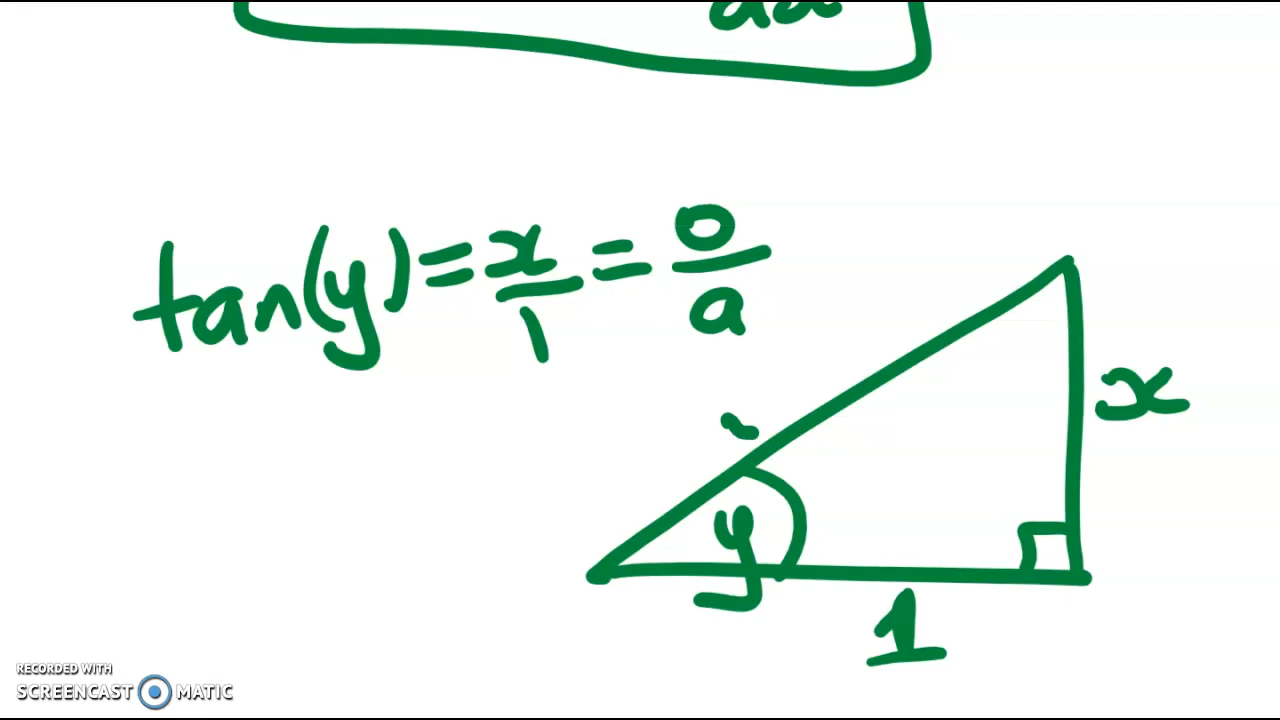 tan(y) = x/1 = o/a
x
y
1
RECORDED WITH
SCREENCAST MATIC